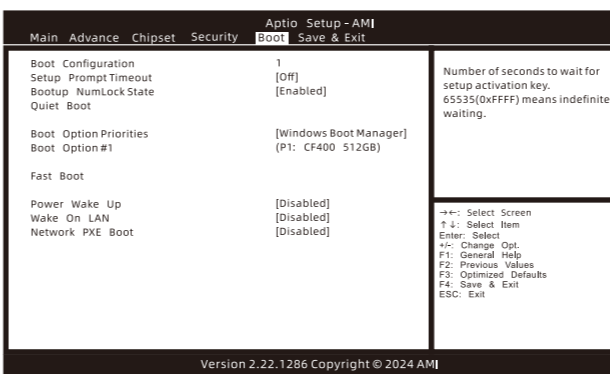 Aptio Setup - AMI
Main Advance Chipset Security Boot Save & Exit
Boot Configuration 1
Setup Prompt Timeout [Off]
Bootup NumLock State [Enabled]
Quiet Boot
Boot Option Priorities [Windows Boot Manager]
Boot Option #1 (P1: CF400 512GB)
Fast Boot
Power Wake Up [Disabled]
Wake On LAN [Disabled]
Network PXE Boot [Disabled]
Number of seconds to wait for
setup activation key.
65535(0xFFFF) means indefinite
waiting.
→←: Select Screen
↑↓: Select Item
Enter: Select
+/-: Change Opt.
F1: General Help
F2: Previous Values
F3: Optimized Defaults
F4: Save & Exit
ESC: Exit
Version 2.22.1286 Copyright © 2024 AMI